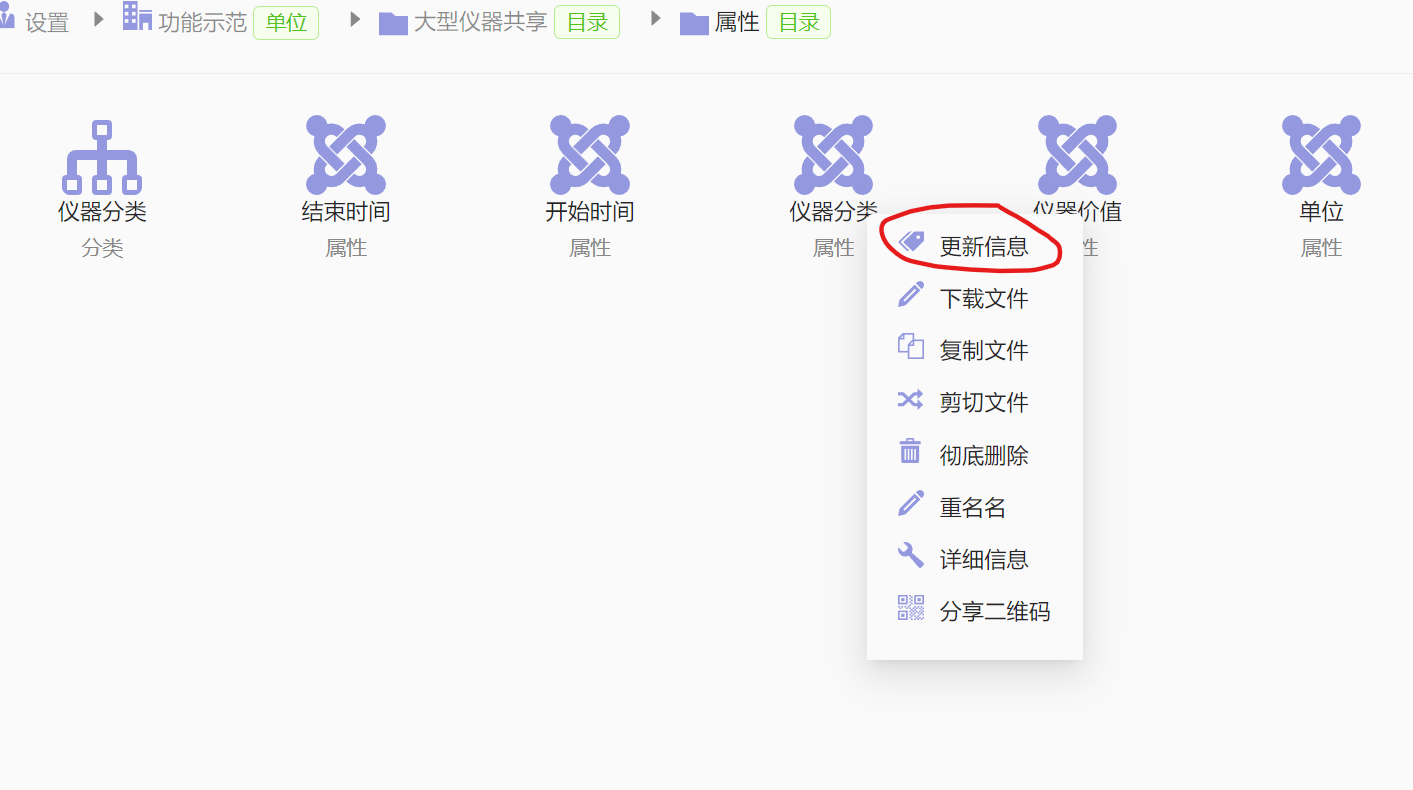 设置 功能示范 单位 大型仪器共享 目录 属性 目录
仪器分类 结束时间 开始时间 仪器分类 仪器价值 单位
分类 属性 属性 属性 性 属性
更新信息
下载文件
复制文件
剪切文件
彻底删除
重名名
详细信息
分享二维码